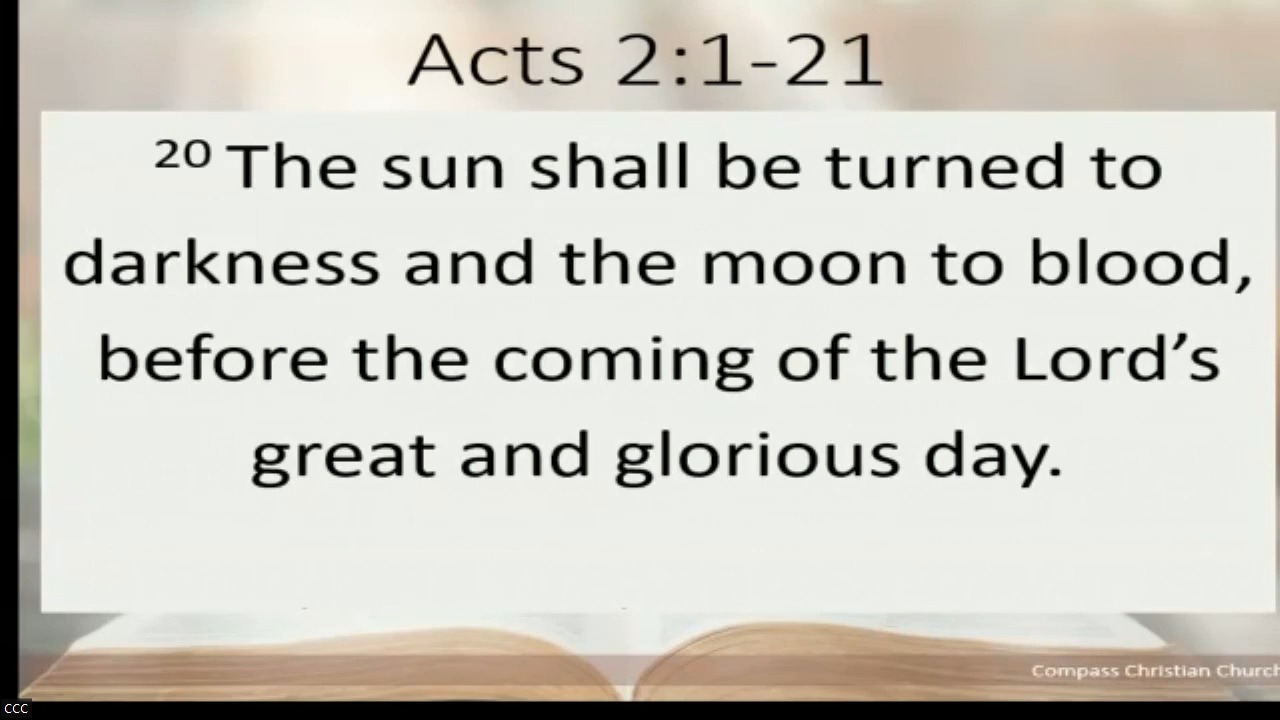 Acts 2:1-21
20 The sun shall be turned to
darkness and the moon to blood,
before the coming of the Lord’s
great and glorious day.
Compass Christian Church
CCC